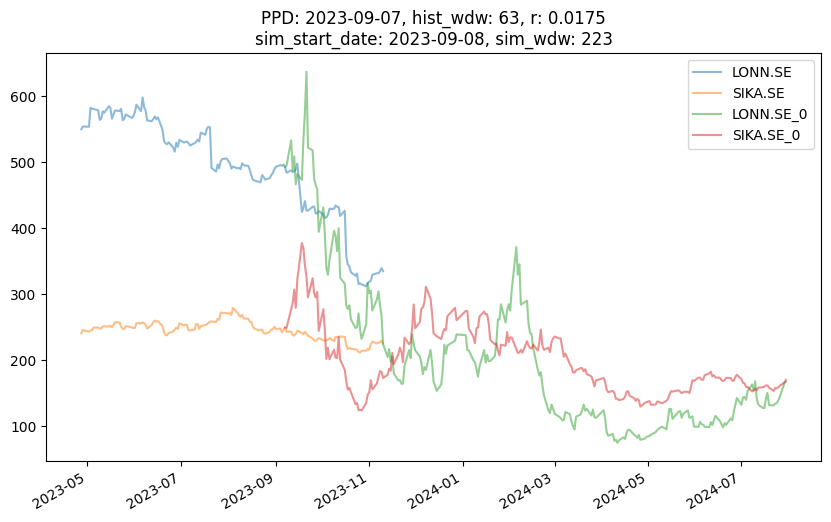 PPD: 2023-09-07, hist_wdw: 63, r: 0.0175
sim_start_date: 2023-09-08, sim_wdw: 223
LONN.SE
SIKA.SE
LONN.SE_0
SIKA.SE_0
600
500
400
300
200
100
2023-05
2023-07
2023-09
2023-11
2024-01
2024-03
2024-05
2024-07